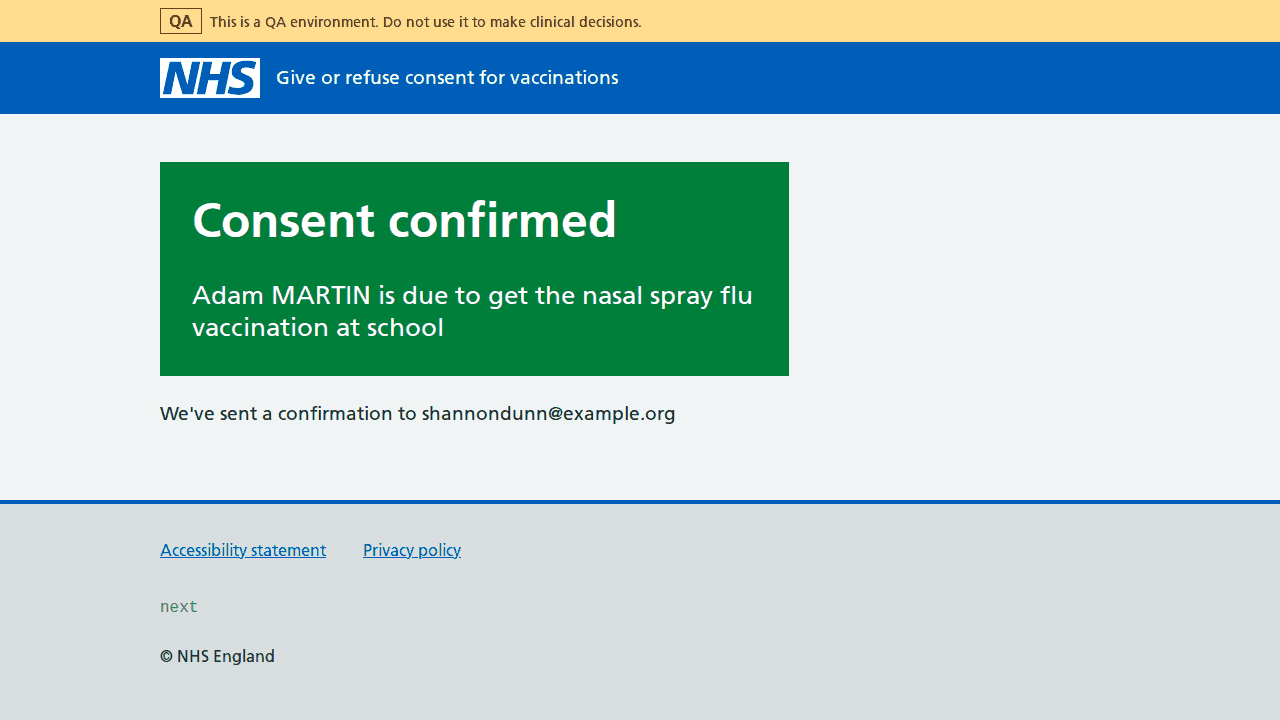 QA This is a QA environment. Do not use it to make clinical decisions.
NHS Give or refuse consent for vaccinations
Consent confirmed
Adam MARTIN is due to get the nasal spray flu
vaccination at school
We've sent a confirmation to shannondunn@example.org
Accessibility statement Privacy policy
next
© NHS England